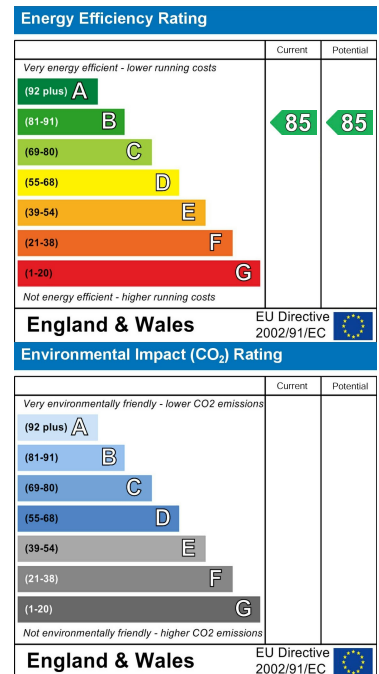 Energy Efficiency Rating
Current Potential
Very energy efficient - lower running costs
(92 plus) A
(81-91) B 85 85
(69-80) C
(55-68) D
(39-54) E
(21-38) F
(1-20) G
Not energy efficient - higher running costs
England & Wales EU Directive
2002/91/EC
Environmental Impact (CO₂) Rating
Current Potential
Very environmentally friendly - lower CO2 emissions
(92 plus) A
(81-91) B
(69-80) C
(55-68) D
(39-54) E
(21-38) F
(1-20) G
Not environmentally friendly - higher CO2 emissions
England & Wales EU Directive
2002/91/EC